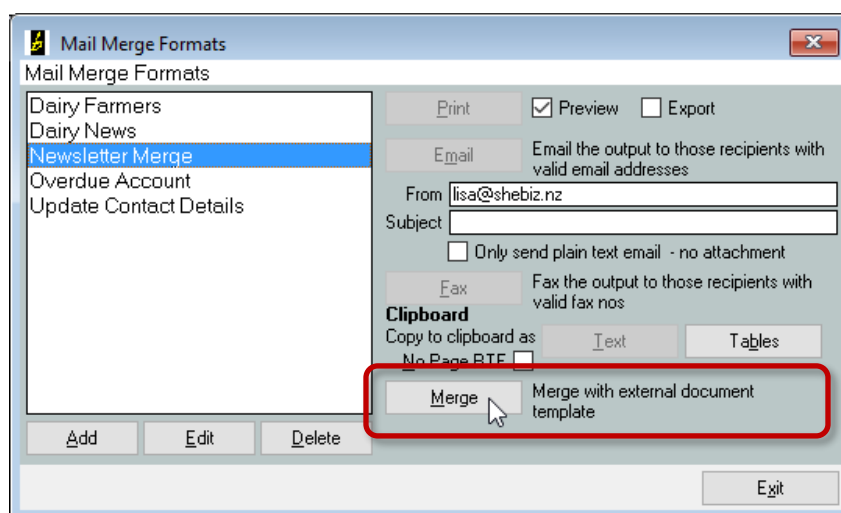 Mail Merge Formats
Mail Merge Formats
Dairy Farmers
Dairy News
Newsletter Merge
Overdue Account
Update Contact Details
Add
Edit
Delete
Print
Preview
Export
Email
Email the output to those recipients with
valid email addresses
From lisa@shebiz.nz
Subject
Only send plain text email - no attachment
Fax
Fax the output to those recipients with
valid fax nos
Clipboard
Copy to clipboard as
Text
Tables
No Page RTF
Merge
Merge with external document
template
Exit